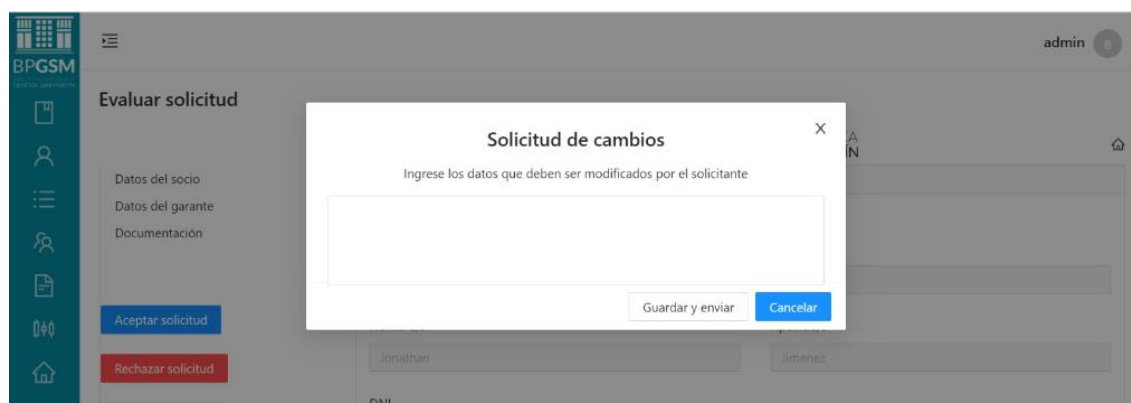 BPGSM
admin
B
Evaluar solicitud
Solicitud de cambios
X
Ingrese los datos que deben ser modificados por el solicitante
Datos del socio
Datos del garante
Documentación
Guardar y enviar
Cancelar
Aceptar solicitud
Rechazar solicitud
Jonathan
Jimenez
DNI